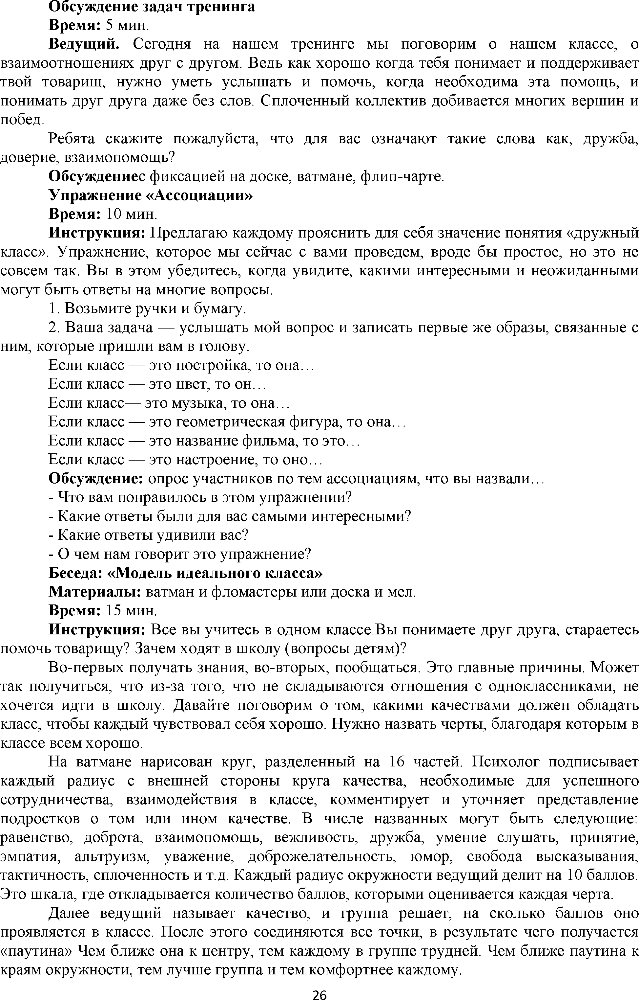 Обсуждение задач тренинга
Время: 5 мин.
Ведущий. Сегодня на нашем тренинге мы поговорим о нашем классе, о
взаимоотношениях друг с другом. Ведь как хорошо когда тебя понимает и поддерживает
твой товарищ, нужно уметь услышать и помочь, когда необходима эта помощь, и
понимать друг друга даже без слов. Сплоченный коллектив добивается многих вершин и
побед.
Ребята скажите пожалуйста, что для вас означают такие слова как, дружба,
доверие, взаимопомощь?
Обсуждениес фиксацией на доске, ватмане, флип-чарте.
Упражнение «Ассоциации»
Время: 10 мин.
Инструкция: Предлагаю каждому прояснить для себя значение понятия «дружный
класс». Упражнение, которое мы сейчас с вами проведем, вроде бы простое, но это не
совсем так. Вы в этом убедитесь, когда увидите, какими интересными и неожиданными
могут быть ответы на многие вопросы.
1. Возьмите ручки и бумагу.
2. Ваша задача — услышать мой вопрос и записать первые же образы, связанные с
ним, которые пришли вам в голову.
Если класс — это постройка, то она…
Если класс — это цвет, то он…
Если класс— это музыка, то она…
Если класс — это геометрическая фигура, то она…
Если класс — это название фильма, то это…
Если класс — это настроение, то оно…
Обсуждение: опрос участников по тем ассоциациям, что вы назвали…
- Что вам понравилось в этом упражнении?
- Какие ответы были для вас самыми интересными?
- Какие ответы удивили вас?
- О чем нам говорит это упражнение?
Беседа: «Модель идеального класса»
Материалы: ватман и фломастеры или доска и мел.
Время: 15 мин.
Инструкция: Все вы учитесь в одном классе.Вы понимаете друг друга, стараетесь
помочь товарищу? Зачем ходят в школу (вопросы детям)?
Во-первых получать знания, во-вторых, пообщаться. Это главные причины. Может
так получиться, что из-за того, что не складываются отношения с одноклассниками, не
хочется идти в школу. Давайте поговорим о том, какими качествами должен обладать
класс, чтобы каждый чувствовал себя хорошо. Нужно назвать черты, благодаря которым в
классе всем хорошо.
На ватмане нарисован круг, разделенный на 16 частей. Психолог подписывает
каждый радиус с внешней стороны круга качества, необходимые для успешного
сотрудничества, взаимодействия в классе, комментирует и уточняет представление
подростков о том или ином качестве. В числе названных могут быть следующие:
равенство, доброта, взаимопомощь, вежливость, дружба, умение слушать, принятие,
эмпатия, альтруизм, уважение, доброжелательность, юмор, свобода высказывания,
тактичность, сплоченность и т.д. Каждый радиус окружности ведущий делит на 10 баллов.
Это шкала, где откладывается количество баллов, которыми оценивается каждая черта.
Далее ведущий называет качество, и группа решает, на сколько баллов оно
проявляется в классе. После этого соединяются все точки, в результате чего получается
«паутина» Чем ближе она к центру, тем каждому в группе трудней. Чем ближе паутина к
краям окружности, тем лучше группа и тем комфортнее каждому.
26